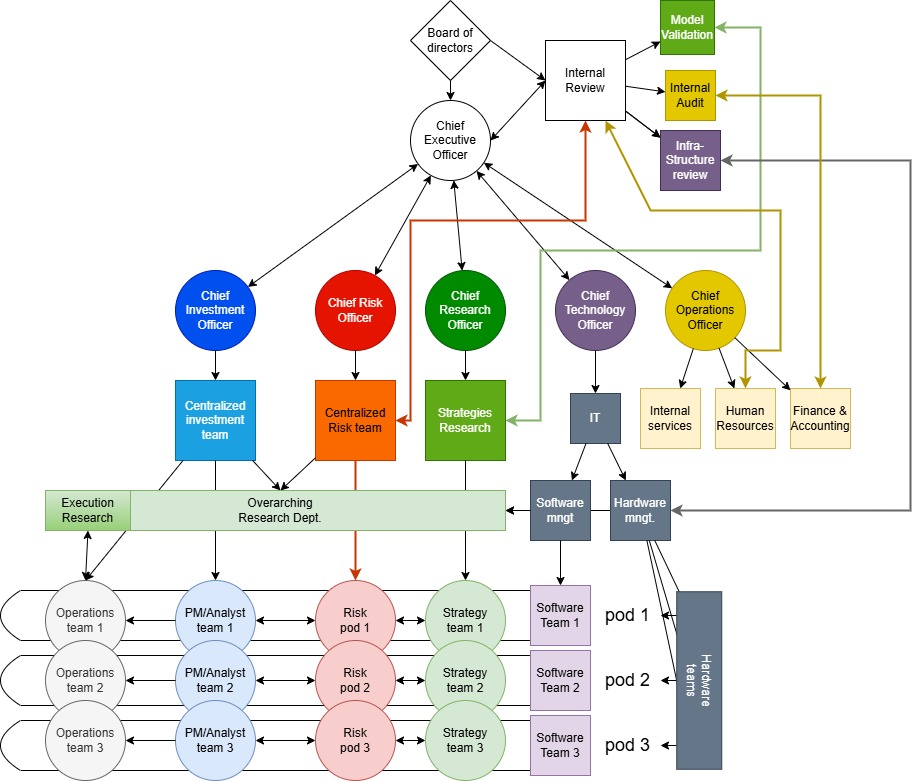 Board of
directors
Internal
Review
Model
Validation
Internal
Audit
Infra-
Structure
review
Chief
Executive
Officer
Chief
Investment
Officer
Chief Risk
Officer
Chief
Research
Officer
Chief
Technology
Officer
Chief
Operations
Officer
Centralized
investment
team
Centralized
Risk team
Strategies
Research
IT
Internal
services
Human
Resources
Finance &
Accounting
Execution
Research
Overarching
Research Dept.
Software
mngt
Hardware
mngt.
Operations
team 1
PM/Analyst
team 1
Risk
pod 1
Strategy
team 1
Software
Team 1
pod 1
Operations
team 2
PM/Analyst
team 2
Risk
pod 2
Strategy
team 2
Software
Team 2
pod 2
Operations
team 3
PM/Analyst
team 3
Risk
pod 3
Strategy
team 3
Software
Team 3
pod 3
Hardware
teams